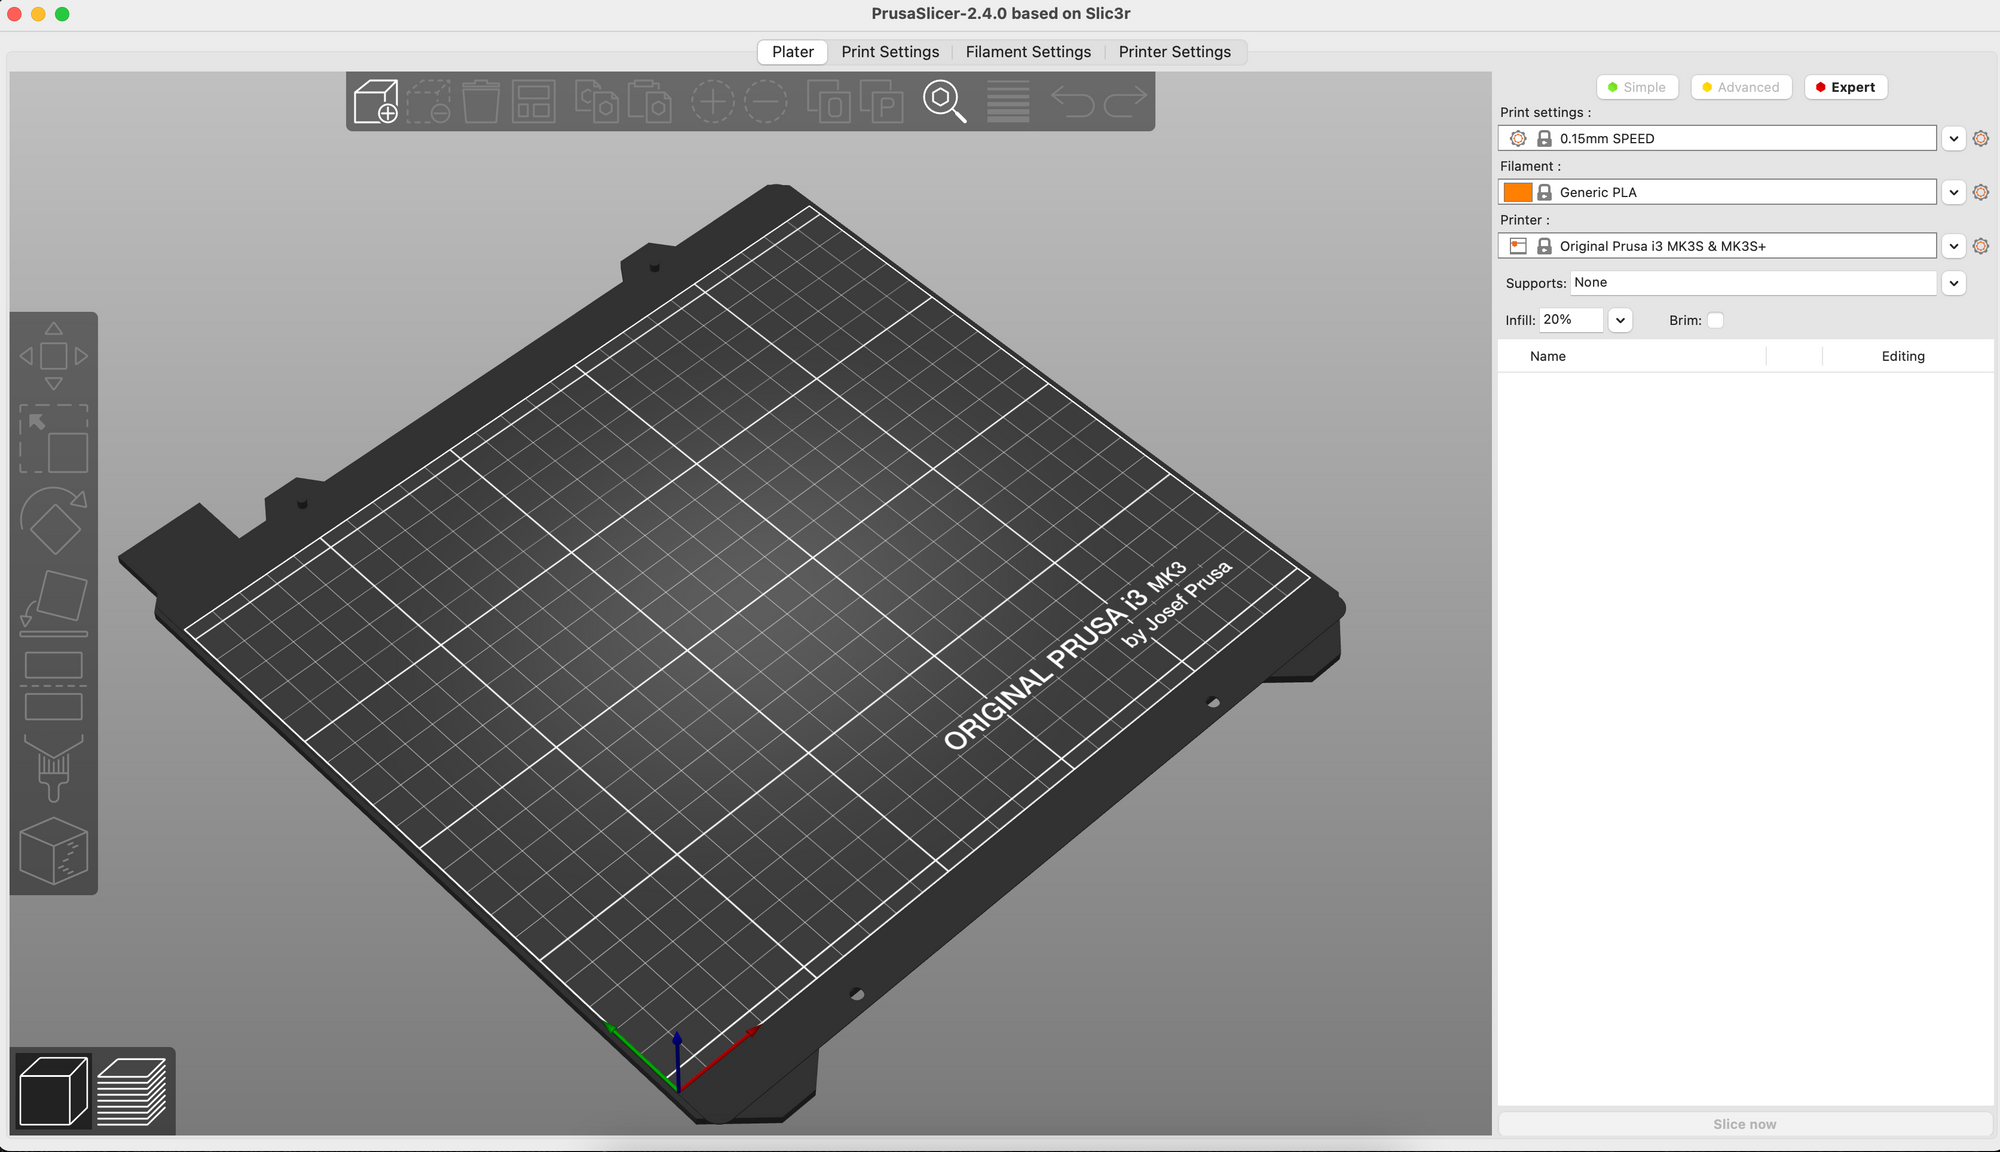 PrusaSlicer-2.4.0 based on Slic3r
Plater
Print Settings
Filament Settings
Printer Settings
Simple
Advanced
Expert
Print settings :
0.15mm SPEED
Filament :
Generic PLA
Printer :
Original Prusa i3 MK3S & MK3S+
Supports: None
Infill: 20%
Brim:
Name
Editing
ORIGINAL PRUSA i3 MK3
by Josef Prusa
Slice now